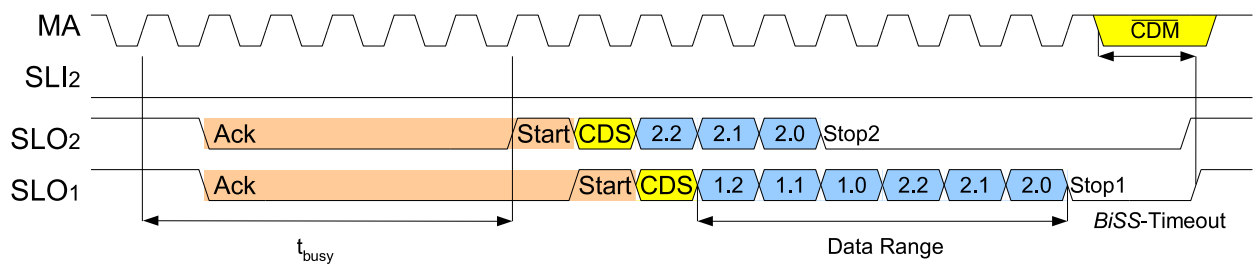 MA CDM
SLI2
SLO2 Ack Start CDS 2.2 2.1 2.0 Stop2
SLO1 Ack Start CDS 1.2 1.1 1.0 2.2 2.1 2.0 Stop1
tbusy Data Range BiSS-Timeout